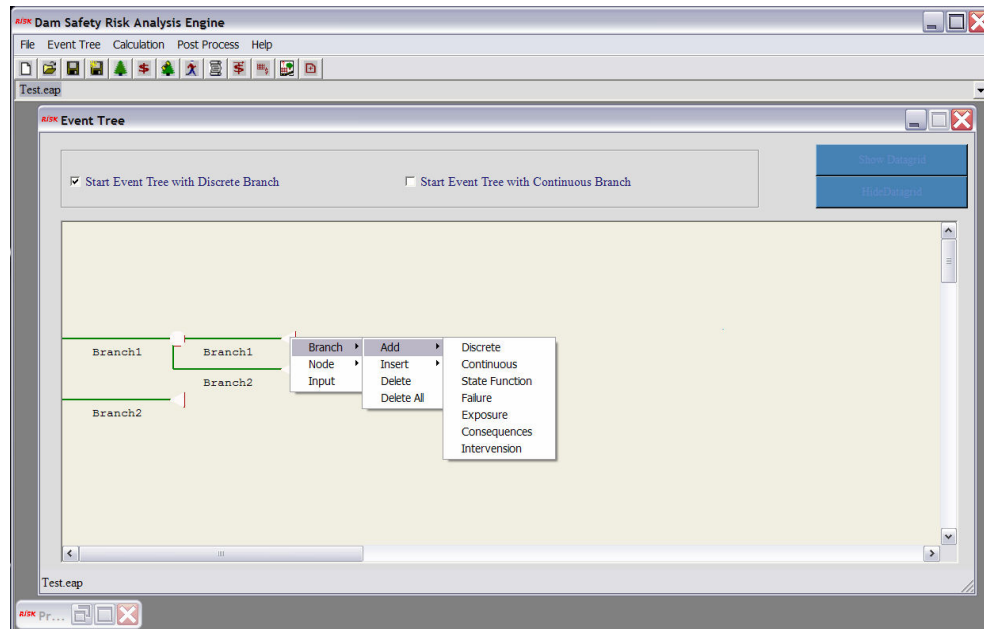 RISK Dam Safety Risk Analysis Engine
File Event Tree Calculation Post Process Help
Test.eap
RISK Event Tree
Start Event Tree with Discrete Branch
Start Event Tree with Continuous Branch
Show Datagrid
HideDatagrid
Branch1
Branch1
Branch2
Branch2
Branch
Node
Input
Add
Insert
Delete
Delete All
Discrete
Continuous
State Function
Failure
Exposure
Consequences
Intervension
Test.eap
RISK Pr...